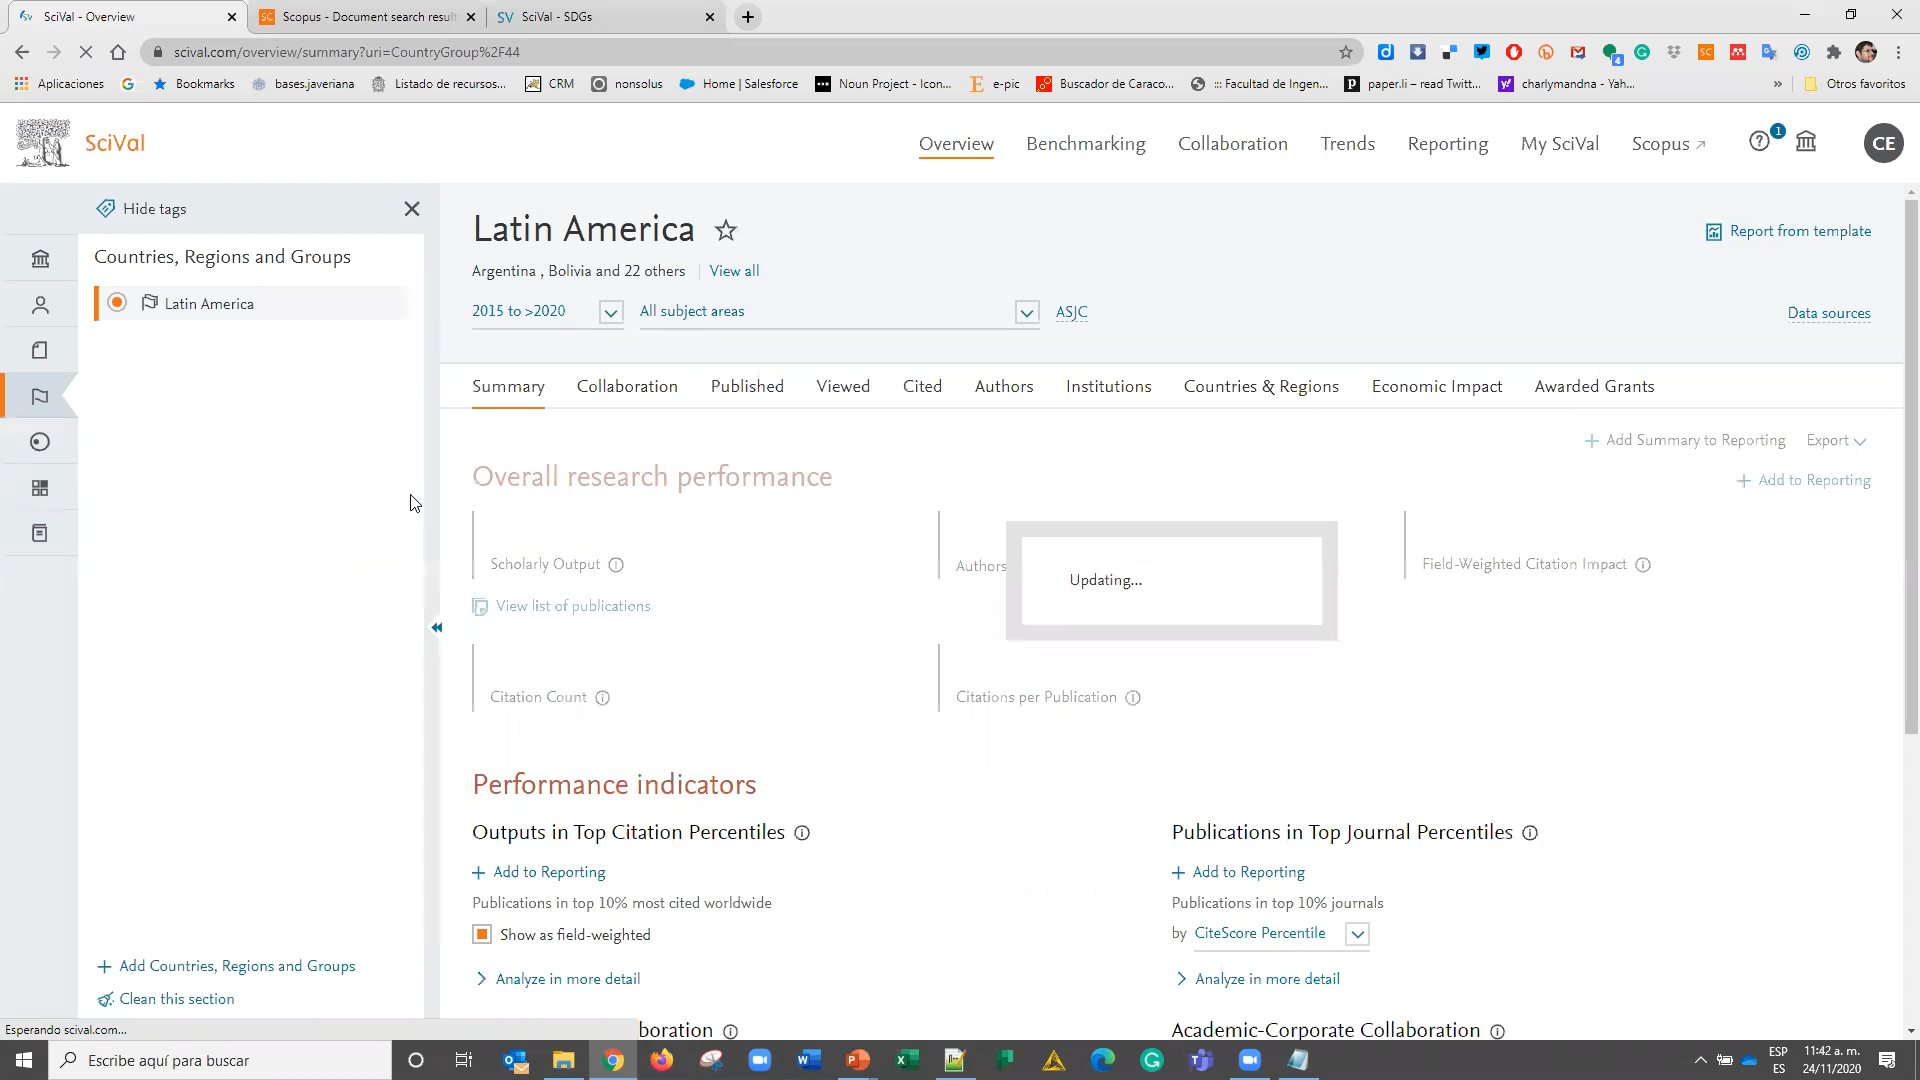 SciVal - Overview
SC
Scopus - Document search result
SV
SciVal - SDGs
scival.com/overview/summary?uri=CountryGroup%2F44
Aplicaciones
Bookmarks
bases.javeriana
Listado de recursos...
CRM
nonsolus
Home | Salesforce
Noun Project - Icon...
e-pic
Buscador de Caraco...
::: Facultad de Ingen...
paper.li – read Twitt...
charlymandna - Yah...
»
Otros favoritos
SciVal
Overview
Benchmarking
Collaboration
Trends
Reporting
My SciVal
Scopus
1
CE
Hide tags
Countries, Regions and Groups
Latin America
Add Countries, Regions and Groups
Clean this section
Latin America
Report from template
Argentina , Bolivia and 22 others
View all
2015 to >2020
All subject areas
ASJC
Data sources
Summary
Collaboration
Published
Viewed
Cited
Authors
Institutions
Countries & Regions
Economic Impact
Awarded Grants
Add Summary to Reporting
Export
Overall research performance
Add to Reporting
Scholarly Output
Authors
Field-Weighted Citation Impact
Updating...
View list of publications
Citation Count
Citations per Publication
Performance indicators
Outputs in Top Citation Percentiles
Publications in Top Journal Percentiles
Add to Reporting
Add to Reporting
Publications in top 10% most cited worldwide
Publications in top 10% journals
Show as field-weighted
by CiteScore Percentile
Analyze in more detail
Analyze in more detail
boration
Academic-Corporate Collaboration
Esperando scival.com...
Escribe aquí para buscar
ESP
ES
11:42 a. m.
24/11/2020